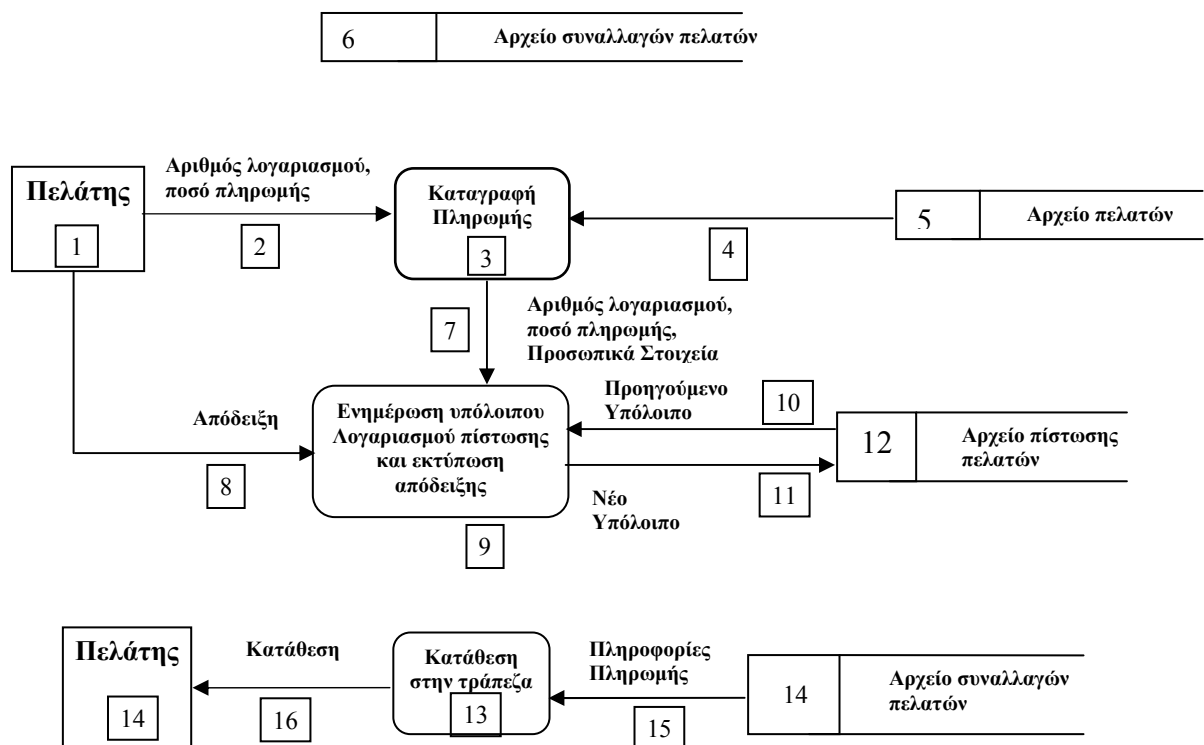 6 Αρχείο συναλλαγών πελατών
Αριθμός λογαριασμού,
ποσό πληρωμής
Πελάτης
1
2
Καταγραφή
Πληρωμής
3
4
5 Αρχείο πελατών
7
Αριθμός λογαριασμού,
ποσό πληρωμής,
Προσωπικά Στοιχεία
Απόδειξη
8
Ενημέρωση υπόλοιπου
Λογαριασμού πίστωσης
και εκτύπωση
απόδειξης
9
Προηγούμενο
Υπόλοιπο
10
11
Νέο
Υπόλοιπο
12
Αρχείο πίστωσης
πελατών
Πελάτης
14
Κατάθεση
16
Κατάθεση
στην τράπεζα
13
Πληροφορίες
Πληρωμής
15
14
Αρχείο συναλλαγών
πελατών